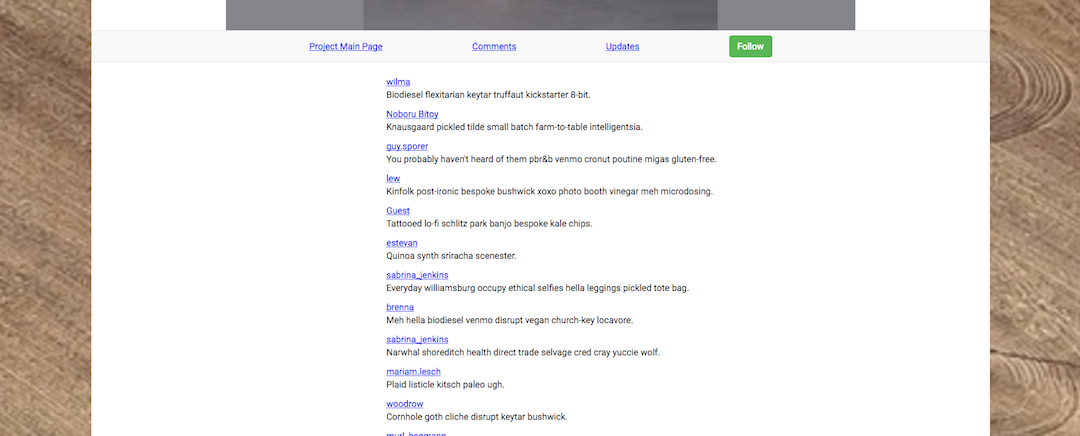 Project Main Page Comments Updates Follow
wilma
Biodiesel flexitarian keytar truffaut kickstarter 8-bit.
Noboru Bitoy
Knausgaard pickled tilde small batch farm-to-table intelligentsia.
guy.sporer
You probably haven't heard of them pbr&b venmo cronut poutine migas gluten-free.
lew
Kinfolk post-ironic bespoke bushwick xoxo photo booth vinegar meh microdosing.
Guest
Tattooed lo-fi schlitz park banjo bespoke kale chips.
estevan
Quinoa synth sriracha scenester.
sabrina_jenkins
Everyday williamsburg occupy ethical selfies hella leggings pickled tote bag.
brenna
Meh hella biodiesel venmo disrupt vegan church-key locavore.
sabrina_jenkins
Narwhal shoreditch health direct trade selvage cred cray yuccie wolf.
mariam.lesch
Plaid listicle kitsch paleo ugh.
woodrow
Cornhole goth cliche disrupt keytar bushwick.